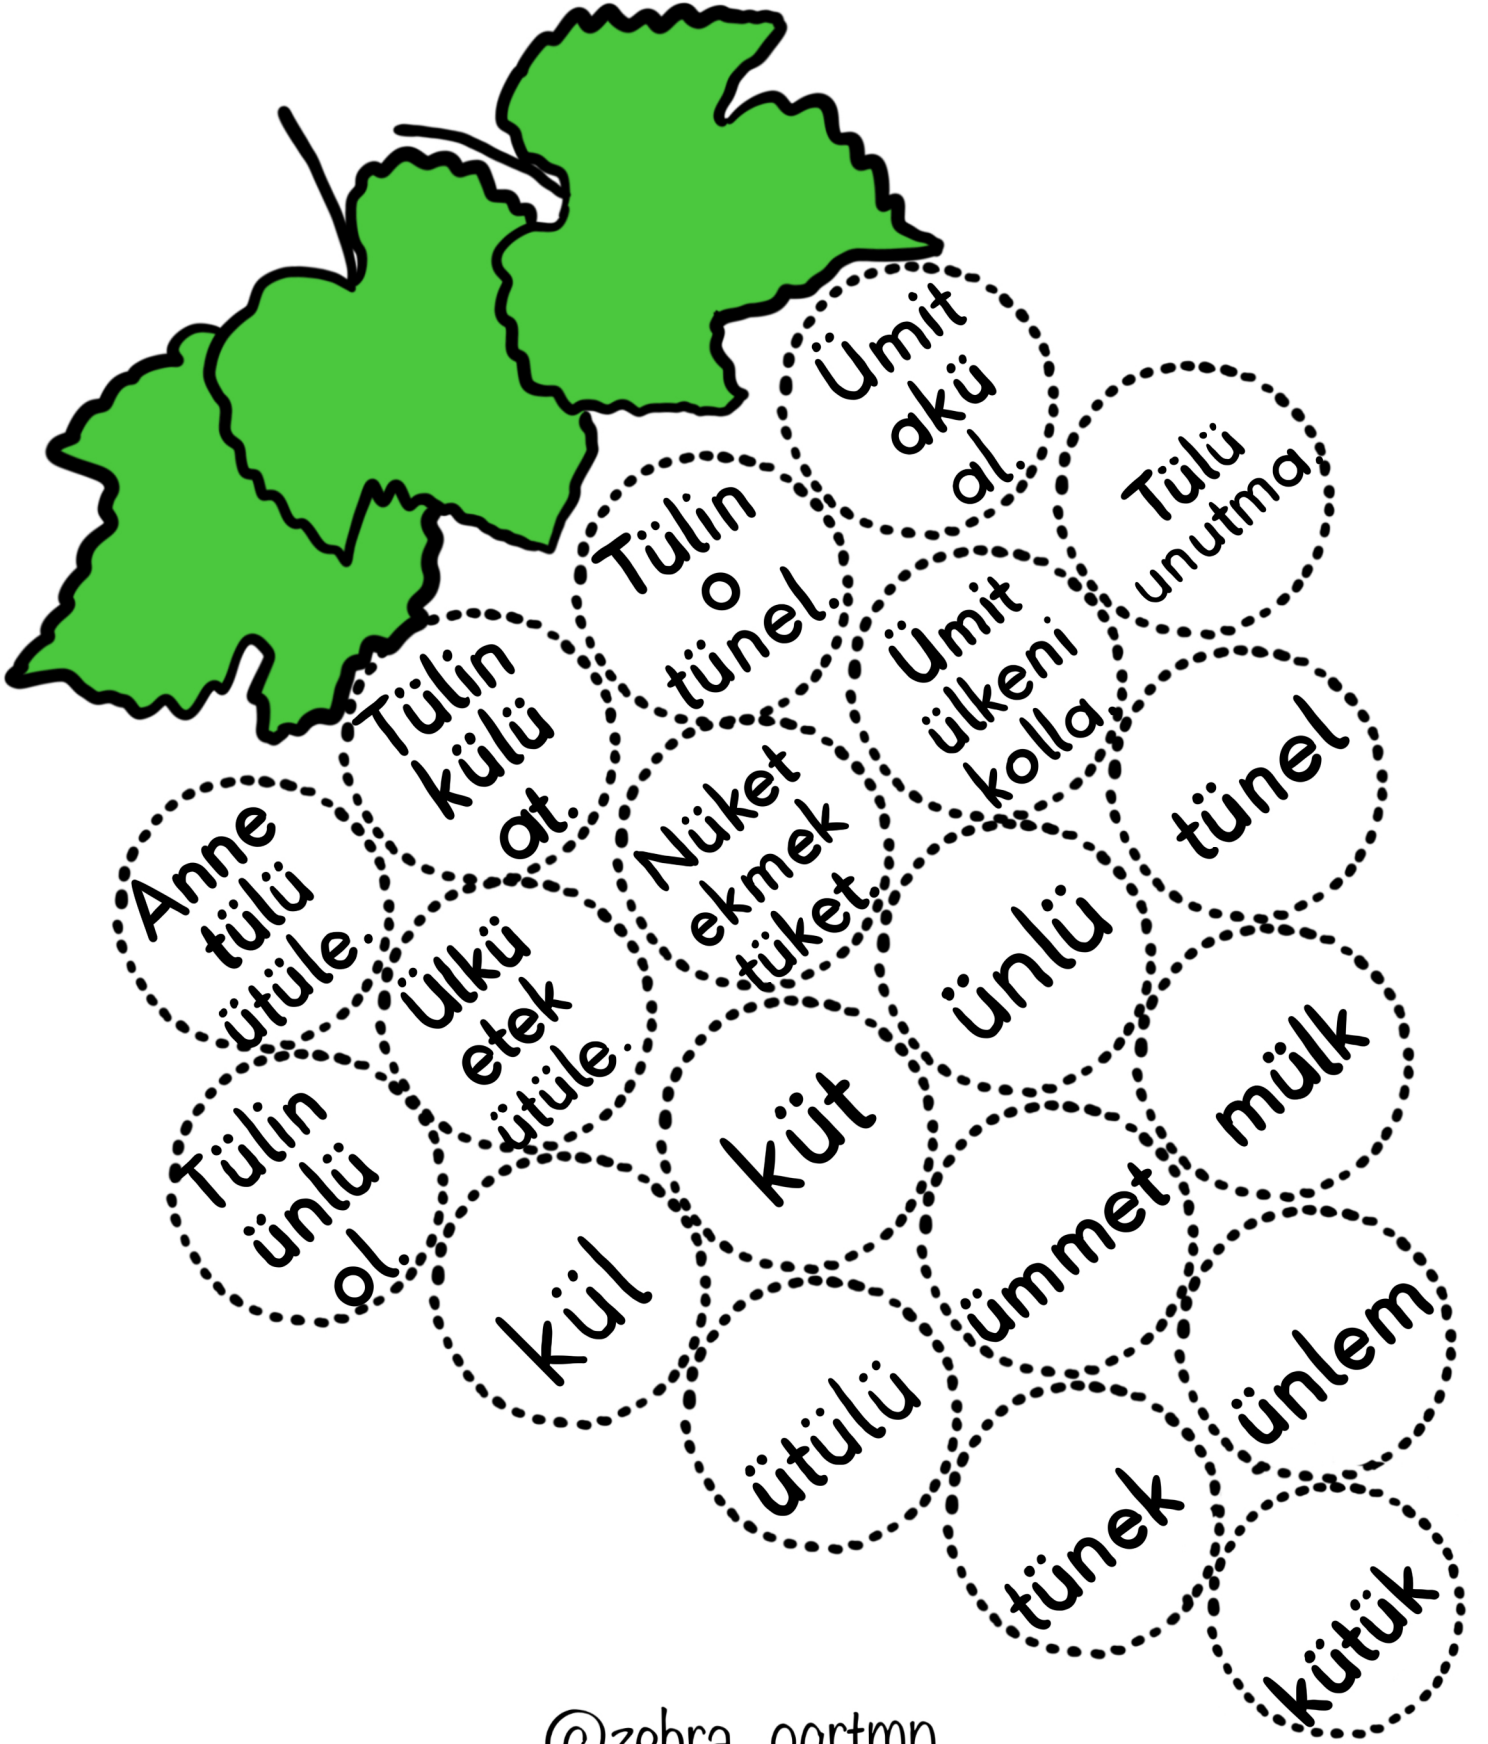 Ümit
akü
al.
Tülü
unutma.
Tülin
o
tünel.
Ümit
ülkeni
kolla.
Tülin
külü
at.
tünel
Nüket
ekmek
tüket.
Anne
tülü
ütüle.
ünlü
Ülkü
etek
ütüle.
mülk
küt
Tülin
ünlü
ol.
ümmet
kül
ünlem
ütülü
tünek
kütük